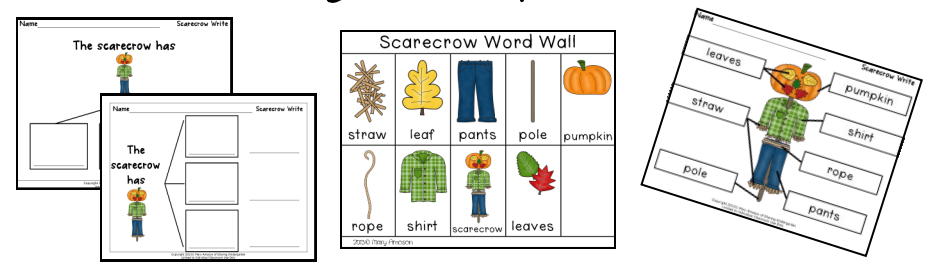 Name
Scarecrow Write
The scarecrow has
Name
Scarecrow Write
The
scarecrow
has
Scarecrow Word Wall
straw leaf pants pole pumpkin
rope shirt scarecrow leaves
2013© Mary Amoson
Name
Scarecrow Write
leaves
pumpkin
straw
shirt
rope
pole
pants